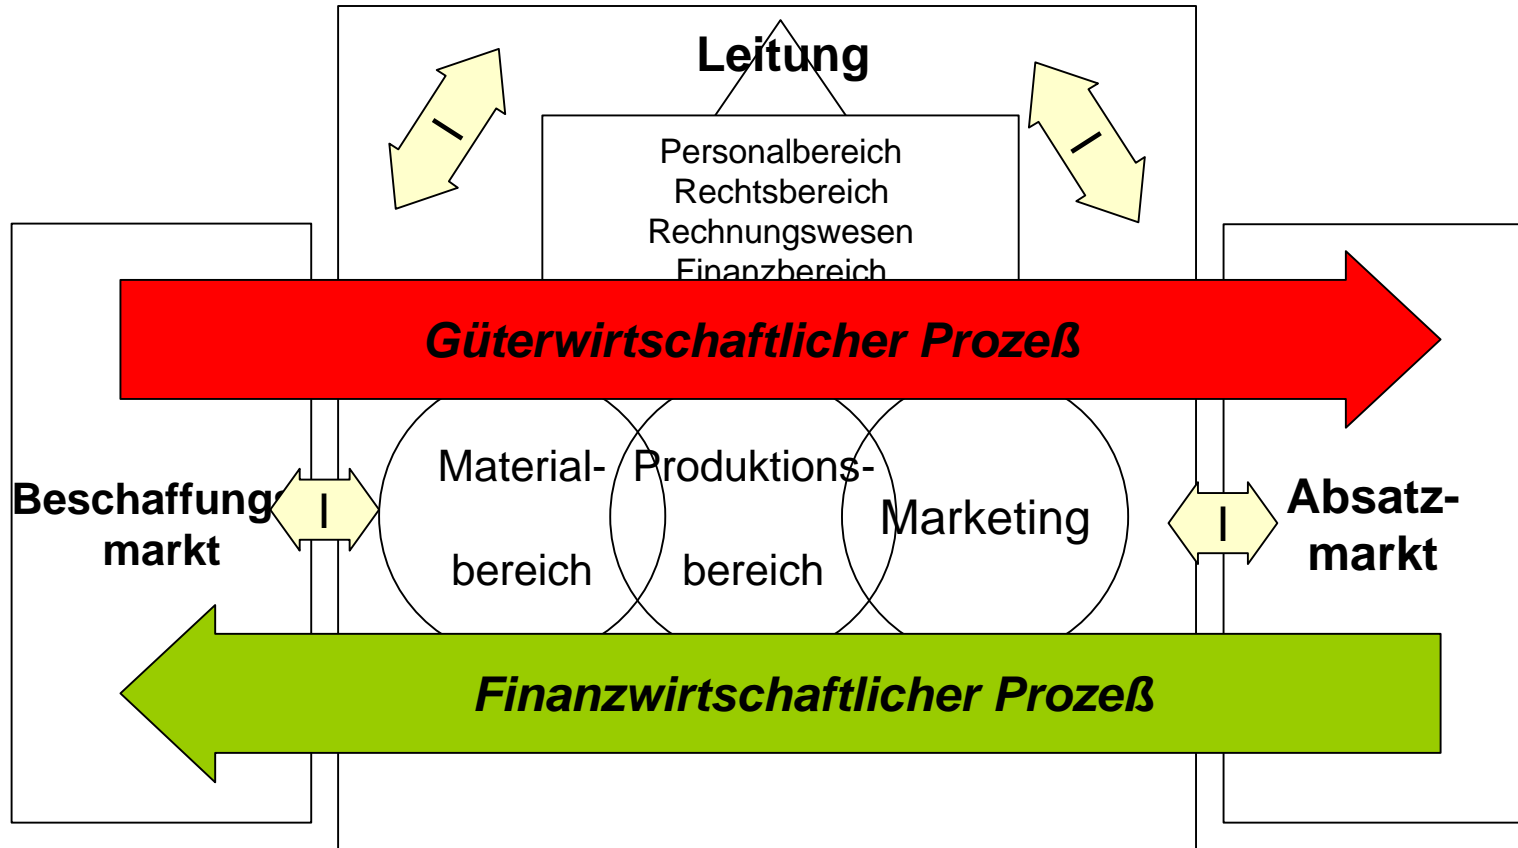 Leitung
I
I
Personalbereich
Rechtsbereich
Rechnungswesen
Finanzbereich
Güterwirtschaftlicher Prozeß
Material-
bereich
Produktions-
bereich
Marketing
Beschaffungs
markt
I
I
Absatz-
markt
Finanzwirtschaftlicher Prozeß